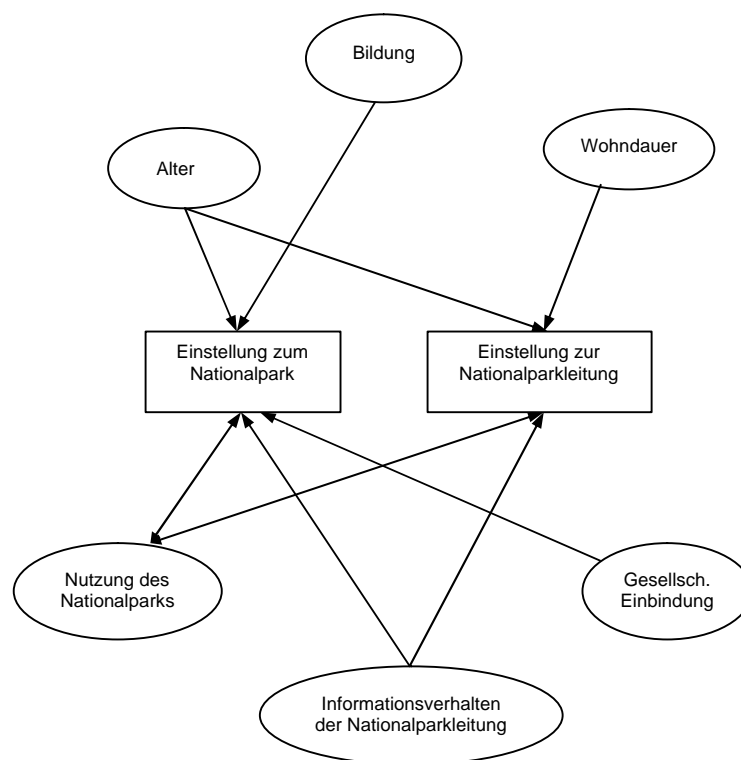 Bildung
Wohndauer
Alter
Einstellung zum
Nationalpark
Einstellung zur
Nationalparkleitung
Nutzung des
Nationalparks
Gesellsch.
Einbindung
Informationsverhalten
der Nationalparkleitung